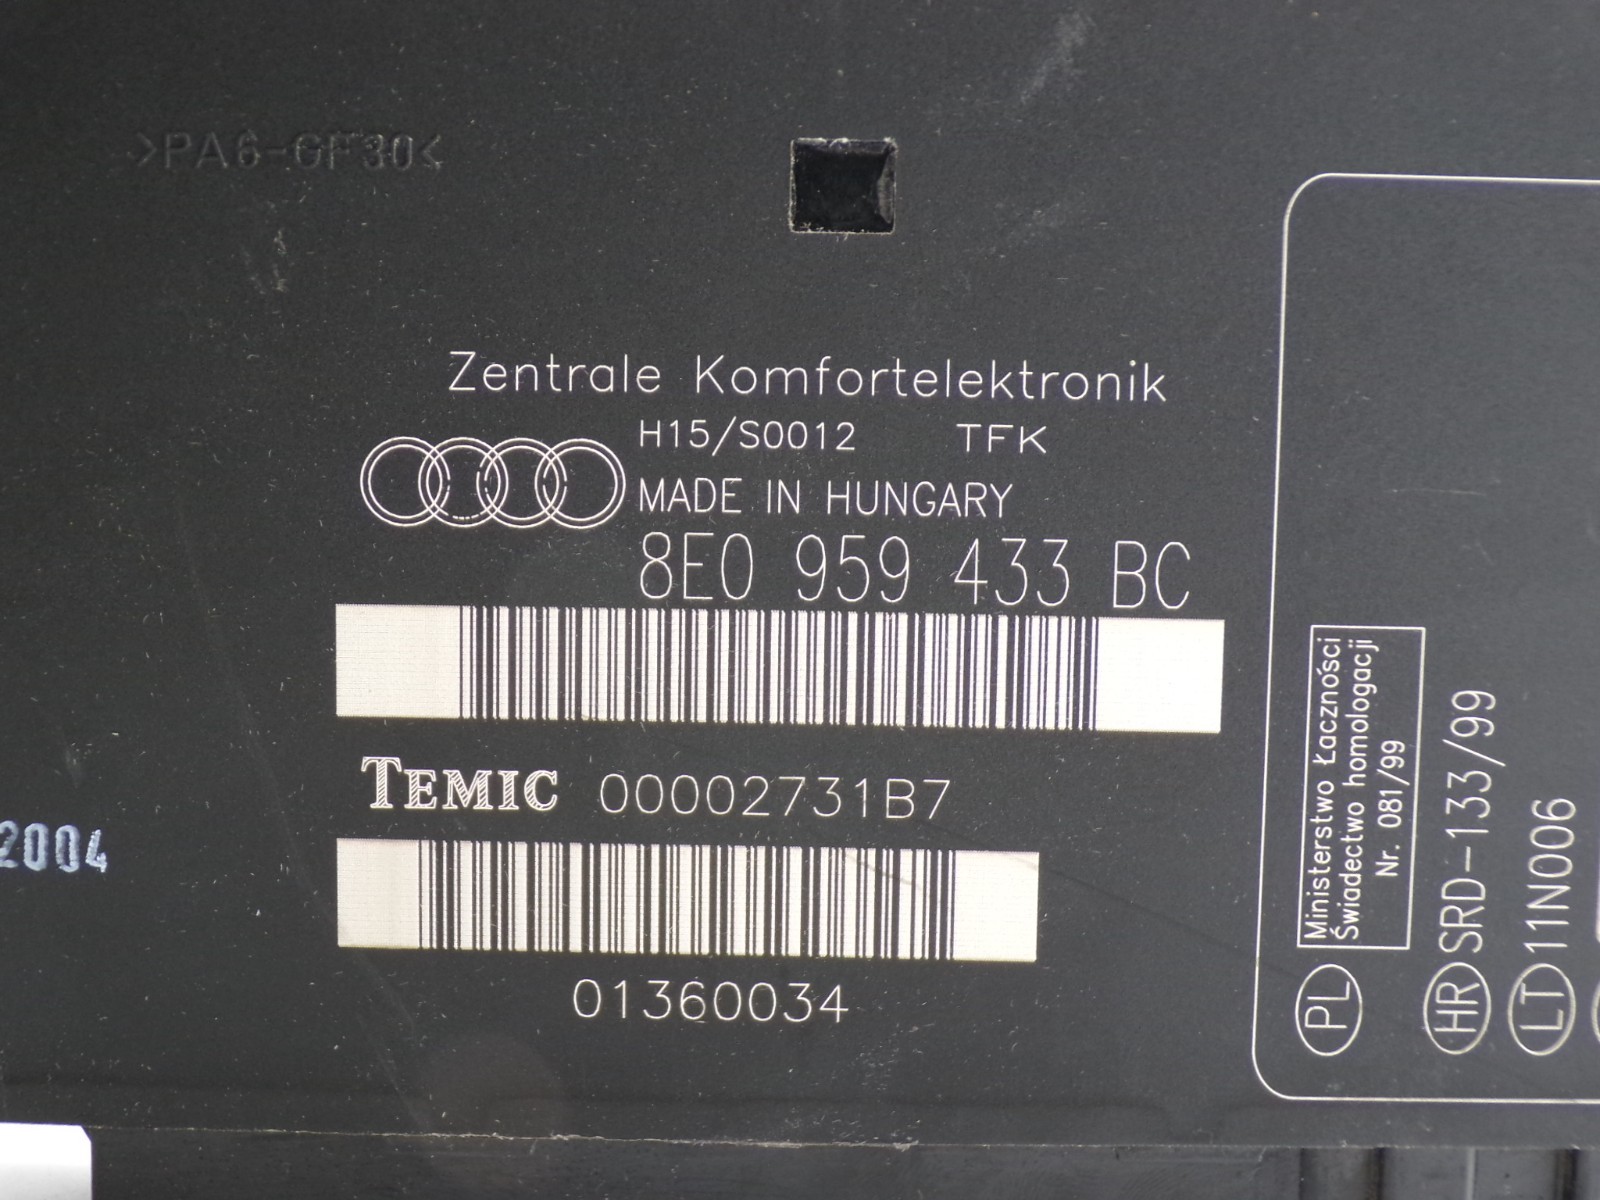 >PA6-GF30<
Zentrale Komfortelektronik
H15/S0012 TFK
MADE IN HUNGARY
8E0 959 433 BC
TEMIC 00002731B7
2004
01360034
PL
Ministerstwo Łączności
Świadectwo homologacji
Nr. 081/99
HR SRD-133/99
LT 11N006